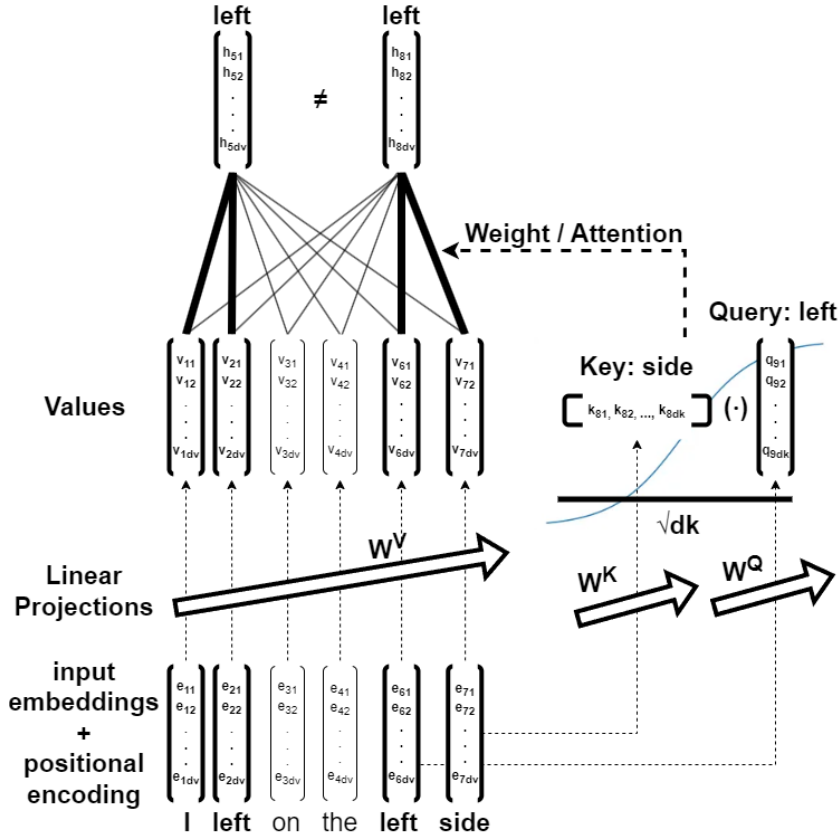 left left
h51 h81
h52 h82
. .
. ≠ .
. .
h5dv h8dv
Weight / Attention
Query: left
Key: side
Values
v11 v21 v31 v41 v61 v71
v12 v22 v32 v42 v62 v72
. . . . . .
. . . . . .
. . . . . .
v1dv v2dv v3dv v4dv v6dv v7dv
k81, k82, ..., k8dk (·)
q91
q92
.
.
.
q9dk
√dk
Linear
Projections
W^V
W^K
W^Q
input
embeddings
+
positional
encoding
e11 e21 e31 e41 e61 e71
e12 e22 e32 e42 e62 e72
. . . . . .
. . . . . .
. . . . . .
e1dv e2dv e3dv e4dv e6dv e7dv
I left on the left side